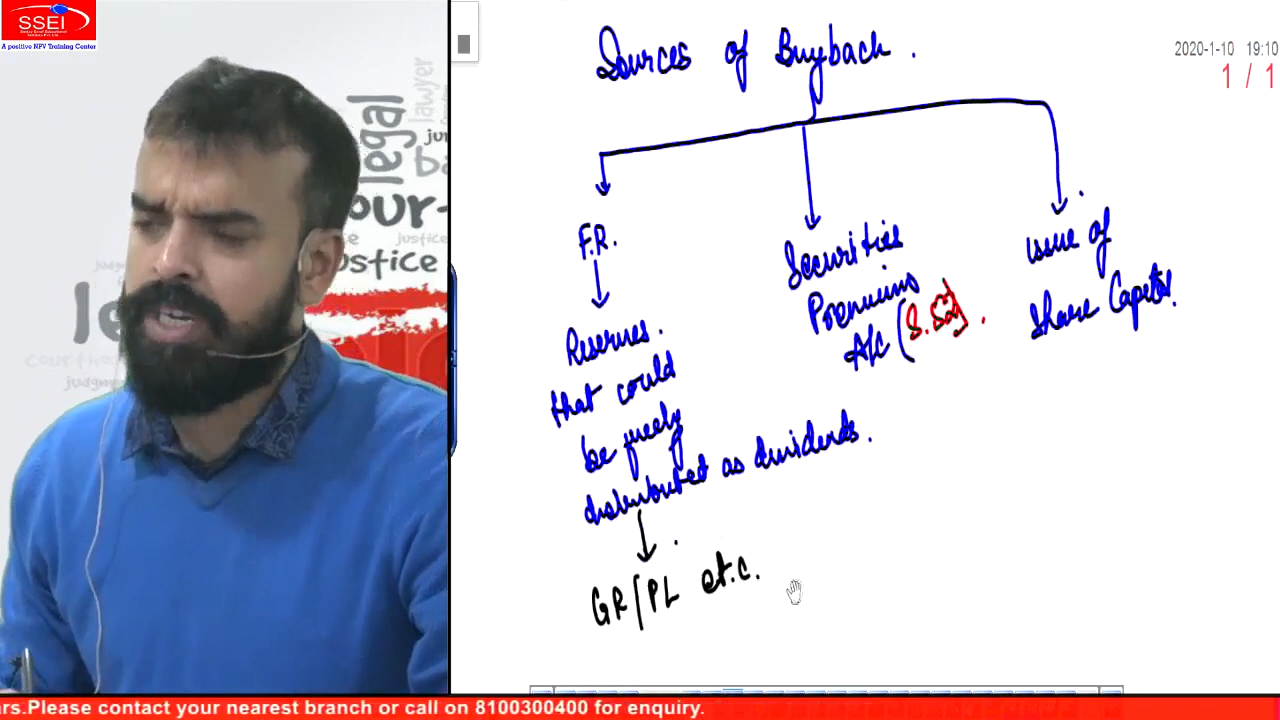 SSEI
A positive NPV Training Center
2020-1-10 19:10
1 / 1
Sources of Buyback.
F.R.
Reserves.
that could
be freely
distributed as dividends.
GR/PL etc.
Securities
Premium
A/C (S.52).
issue of
share Capital.
legal
lawyer
justice
ostice
ars.Please contact your nearest branch or call on 8100300400 for enquiry.